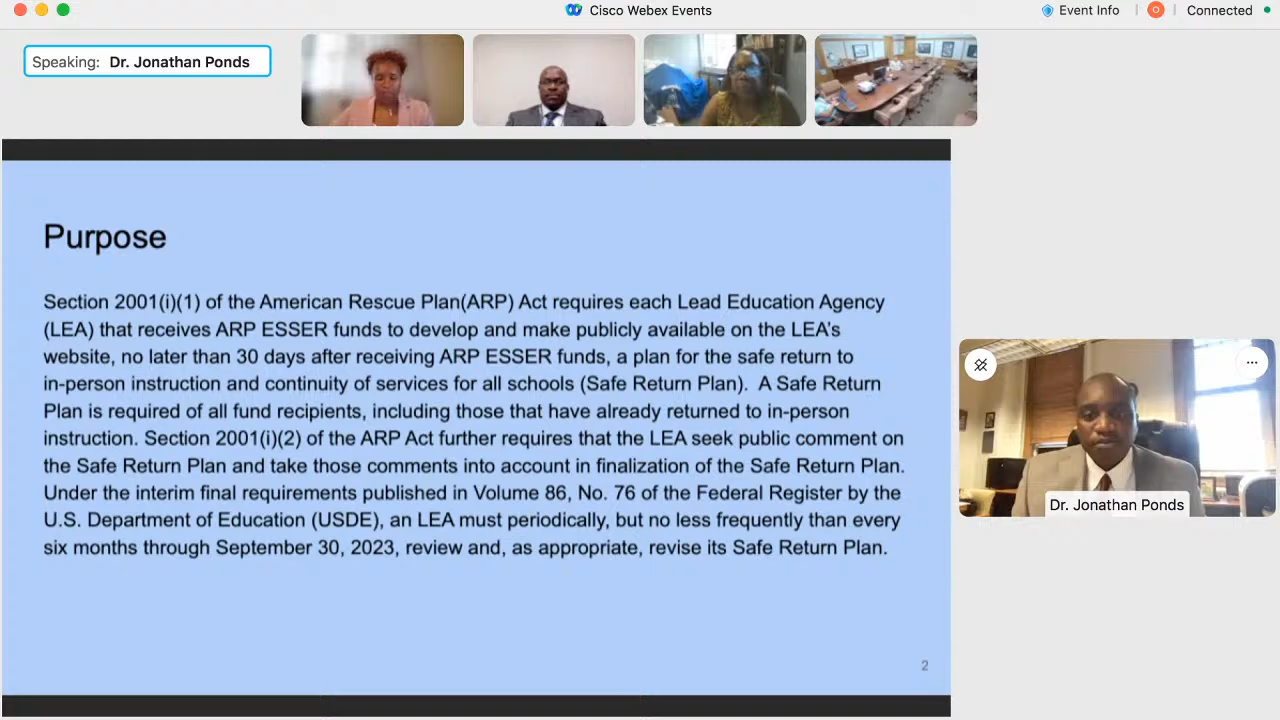 Cisco Webex Events
Event Info
Connected
Speaking: Dr. Jonathan Ponds
Purpose
Section 2001(i)(1) of the American Rescue Plan(ARP) Act requires each Lead Education Agency
(LEA) that receives ARP ESSER funds to develop and make publicly available on the LEA's
website, no later than 30 days after receiving ARP ESSER funds, a plan for the safe return to
in-person instruction and continuity of services for all schools (Safe Return Plan). A Safe Return
Plan is required of all fund recipients, including those that have already returned to in-person
instruction. Section 2001(i)(2) of the ARP Act further requires that the LEA seek public comment on
the Safe Return Plan and take those comments into account in finalization of the Safe Return Plan.
Under the interim final requirements published in Volume 86, No. 76 of the Federal Register by the
U.S. Department of Education (USDE), an LEA must periodically, but no less frequently than every
six months through September 30, 2023, review and, as appropriate, revise its Safe Return Plan.
2
Dr. Jonathan Ponds